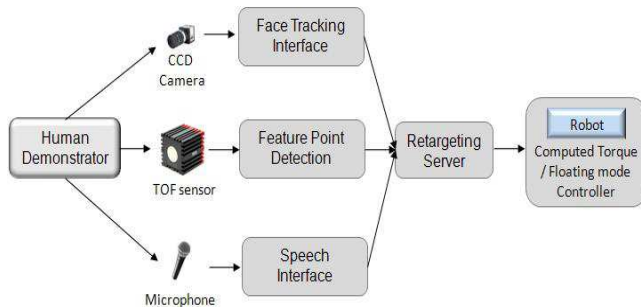 CCD
Camera
Face Tracking
Interface
Human
Demonstrator
TOF sensor
Feature Point
Detection
Retargeting
Server
Robot
Computed Torque
/ Floating mode
Controller
Microphone
Speech
Interface